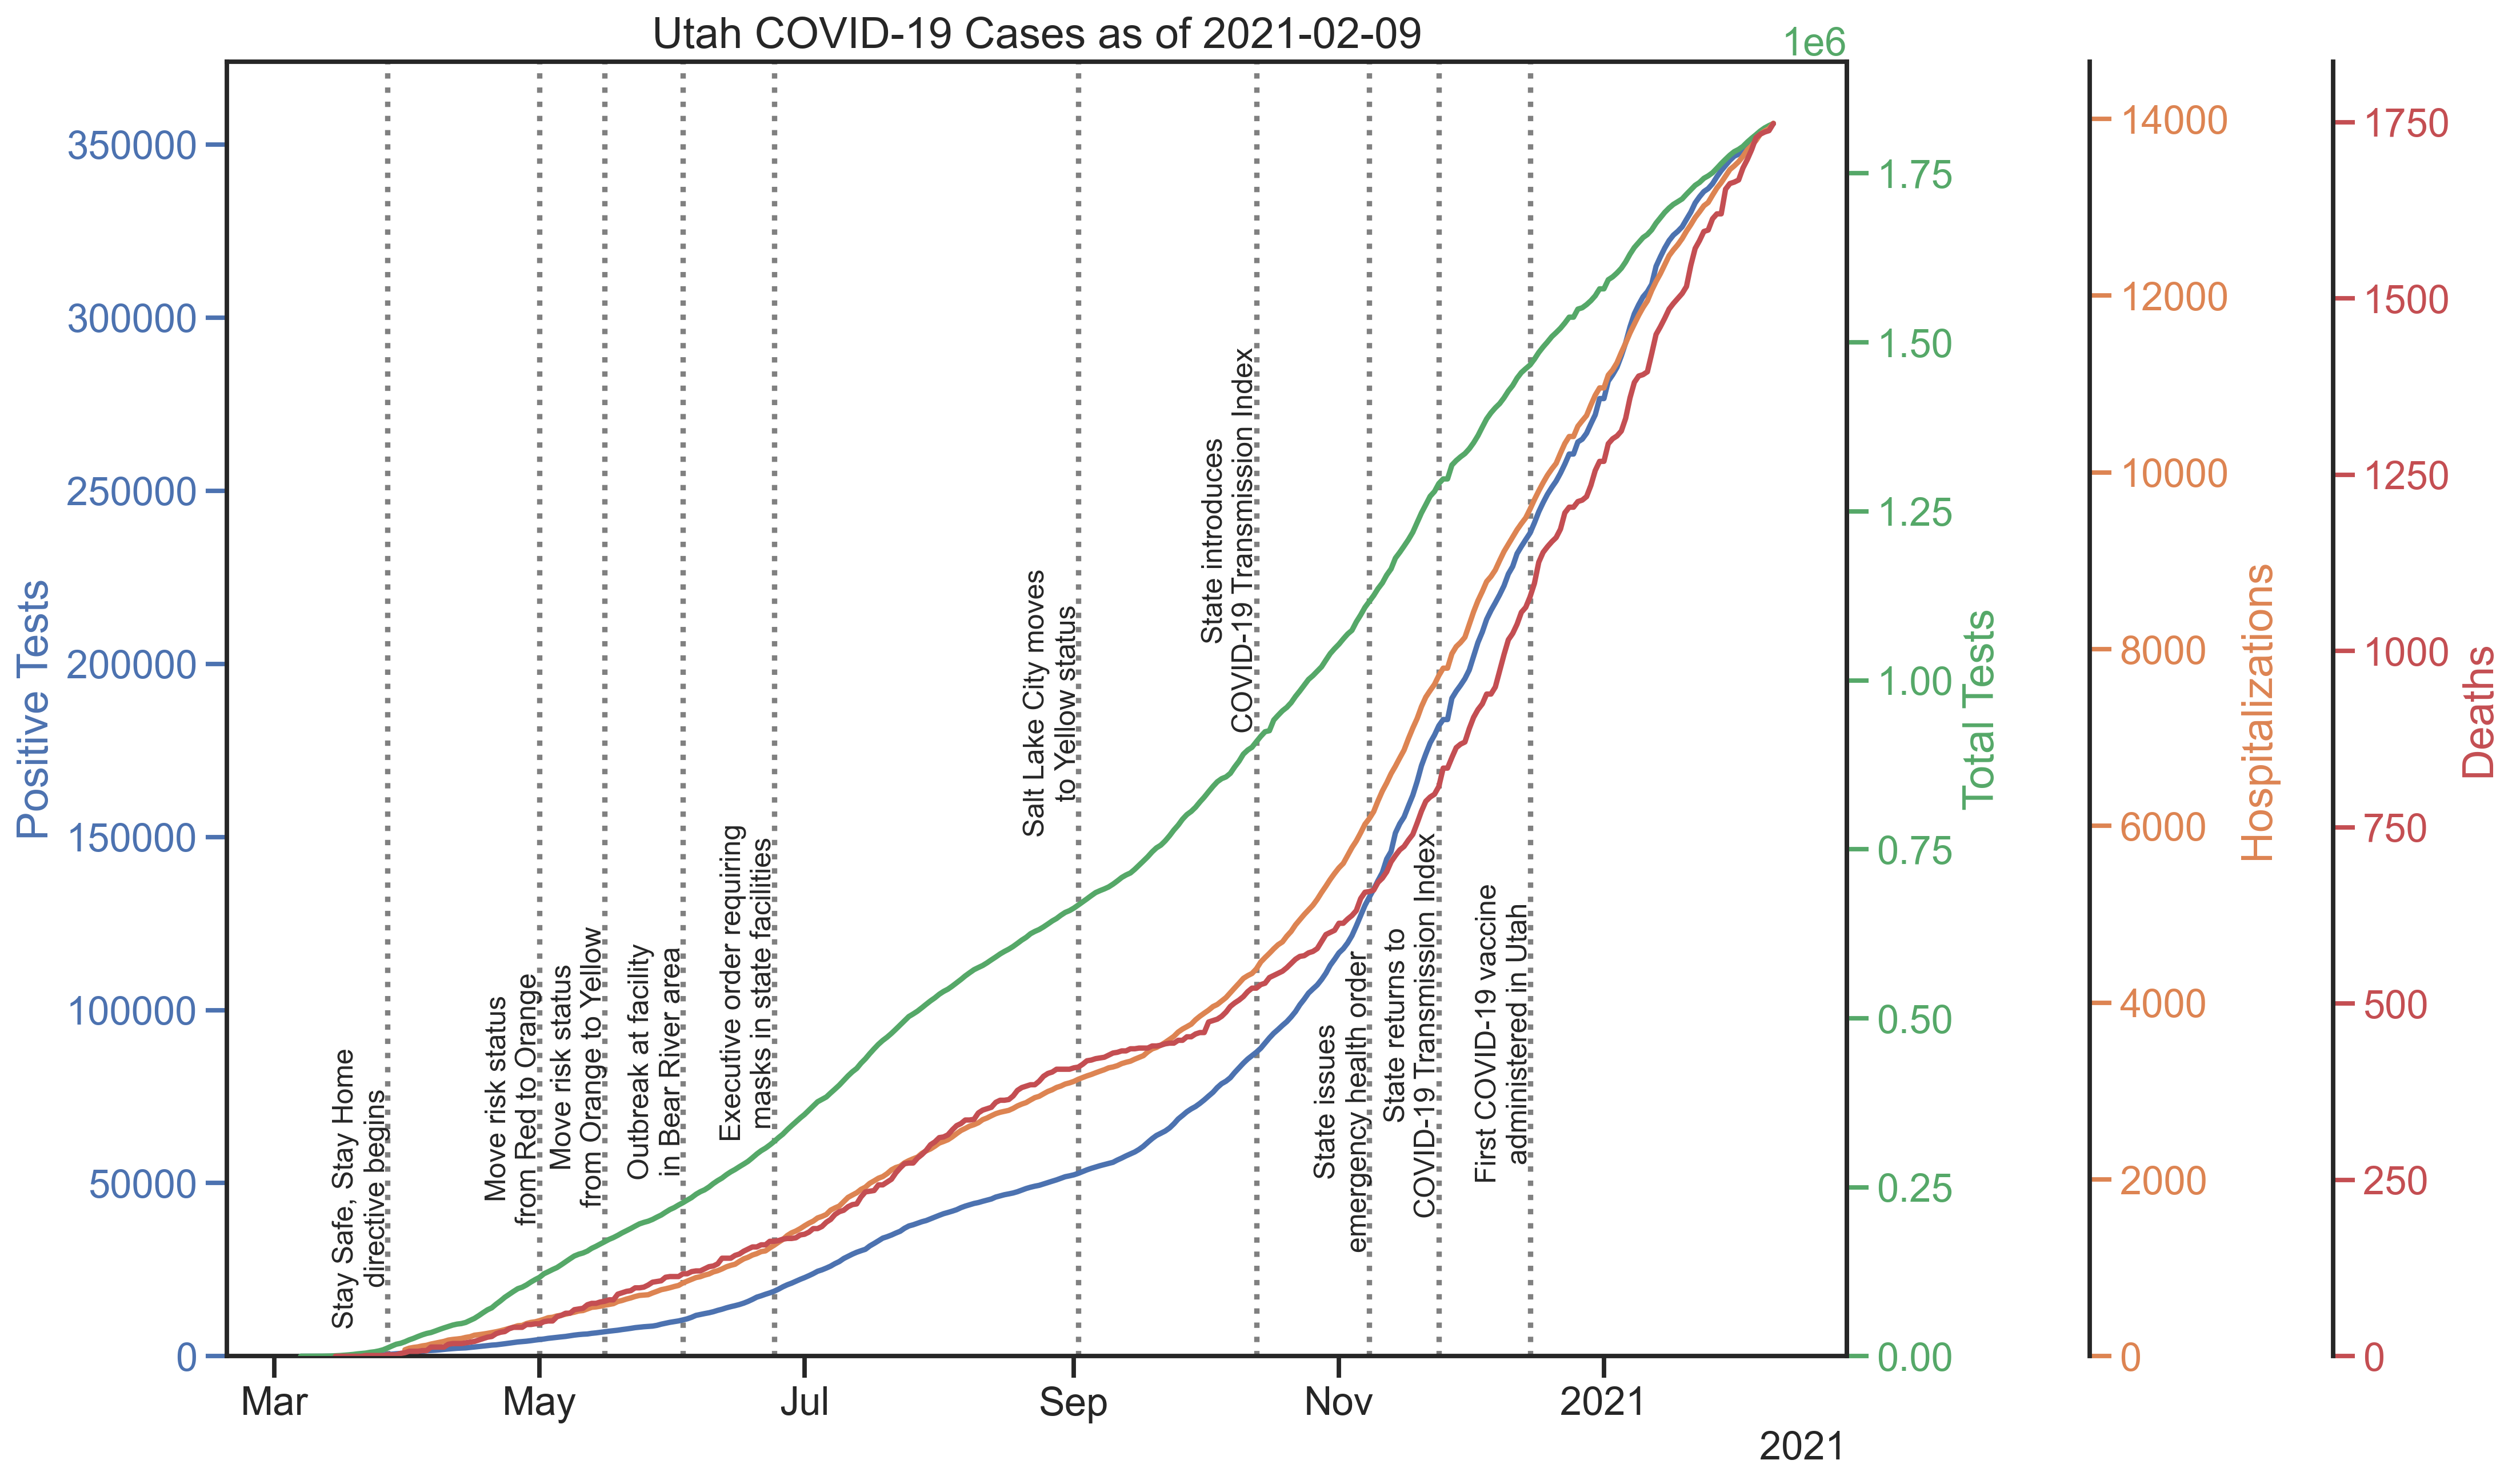 Utah COVID-19 Cases as of 2021-02-09
1e6
Positive Tests
350000
300000
250000
200000
150000
100000
50000
0
Stay Safe, Stay Home
directive begins
Move risk status
from Red to Orange
Move risk status
from Orange to Yellow
Outbreak at facility
in Bear River area
Executive order requiring
masks in state facilities
Salt Lake City moves
to Yellow status
State introduces
COVID-19 Transmission Index
State issues
emergency health order
State returns to
COVID-19 Transmission Index
First COVID-19 vaccine
administered in Utah
1.75
1.50
1.25
1.00
0.75
0.50
0.25
0.00
Total Tests
14000
12000
10000
8000
6000
4000
2000
0
Hospitalizations
1750
1500
1250
1000
750
500
250
0
Deaths
Mar
May
Jul
Sep
Nov
2021
2021